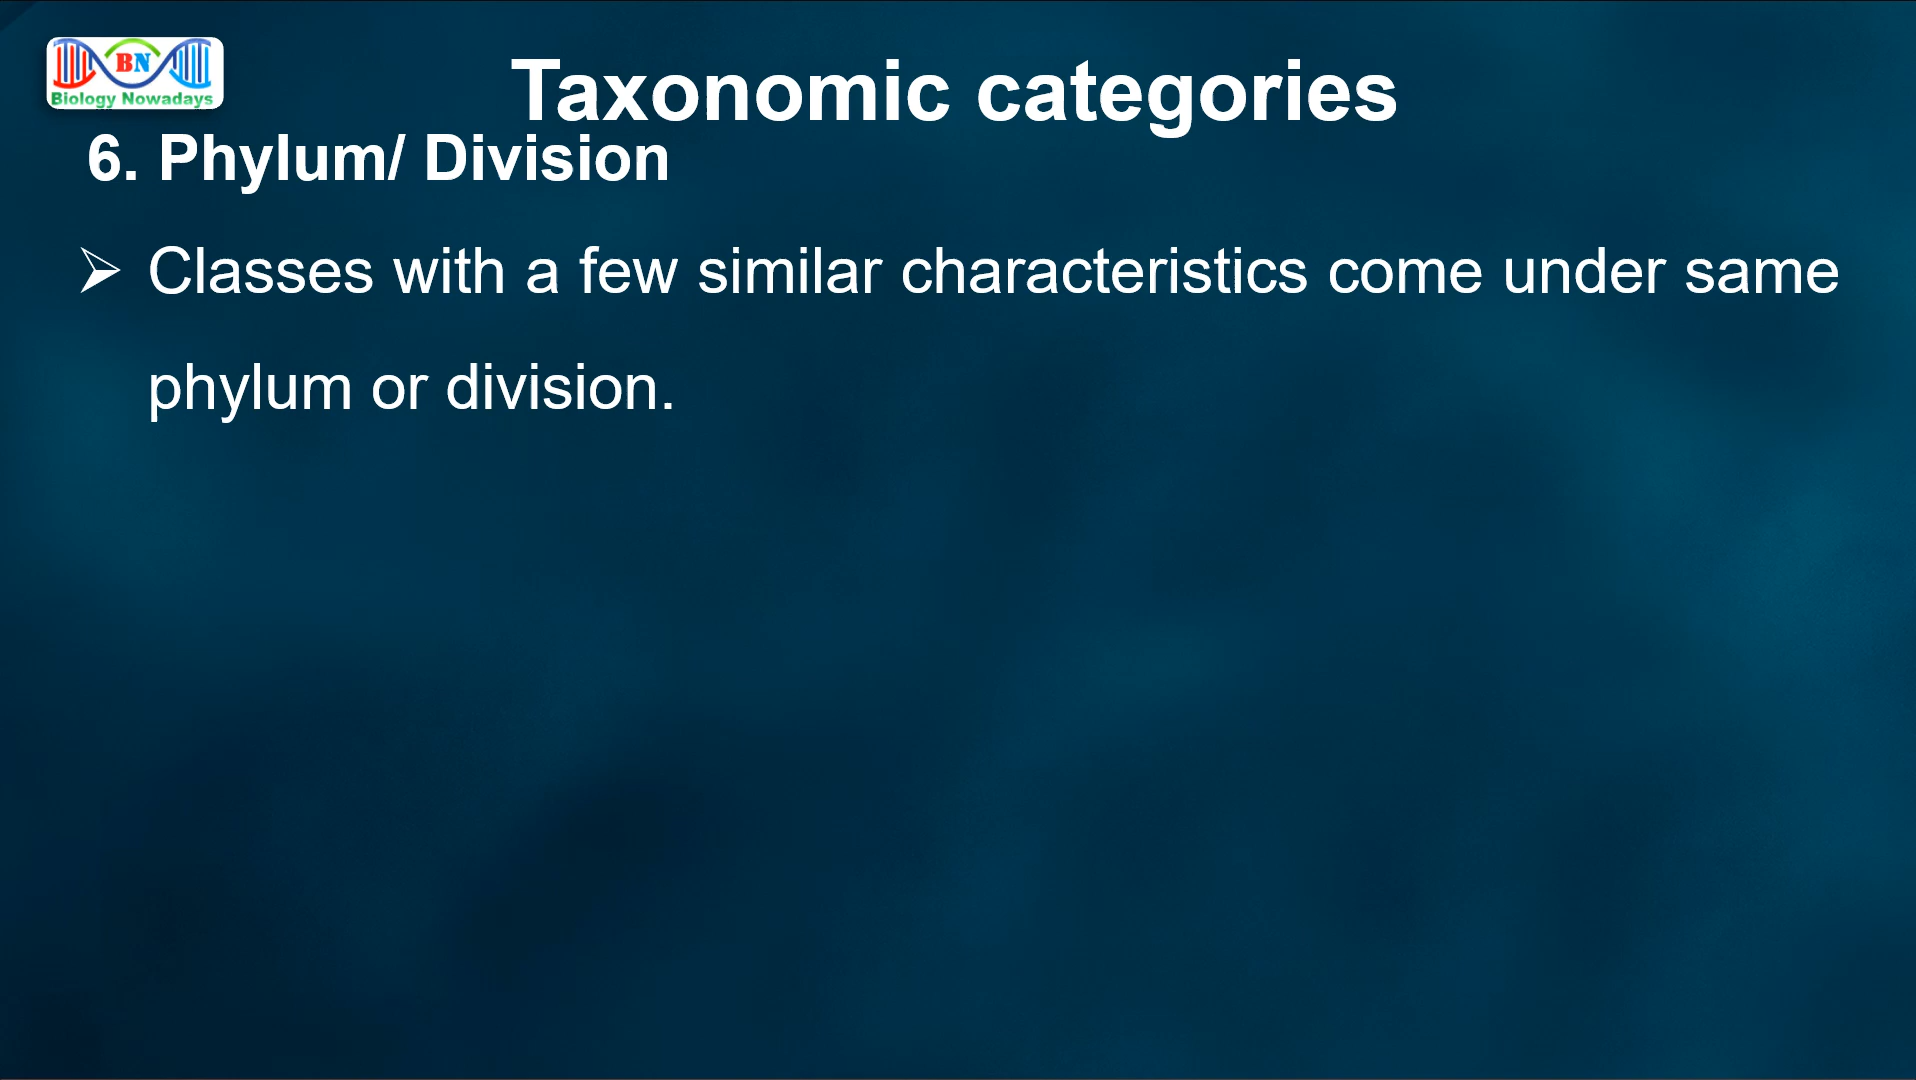 BN
Biology Nowadays
Taxonomic categories
6. Phylum/ Division
Classes with a few similar characteristics come under same
phylum or division.